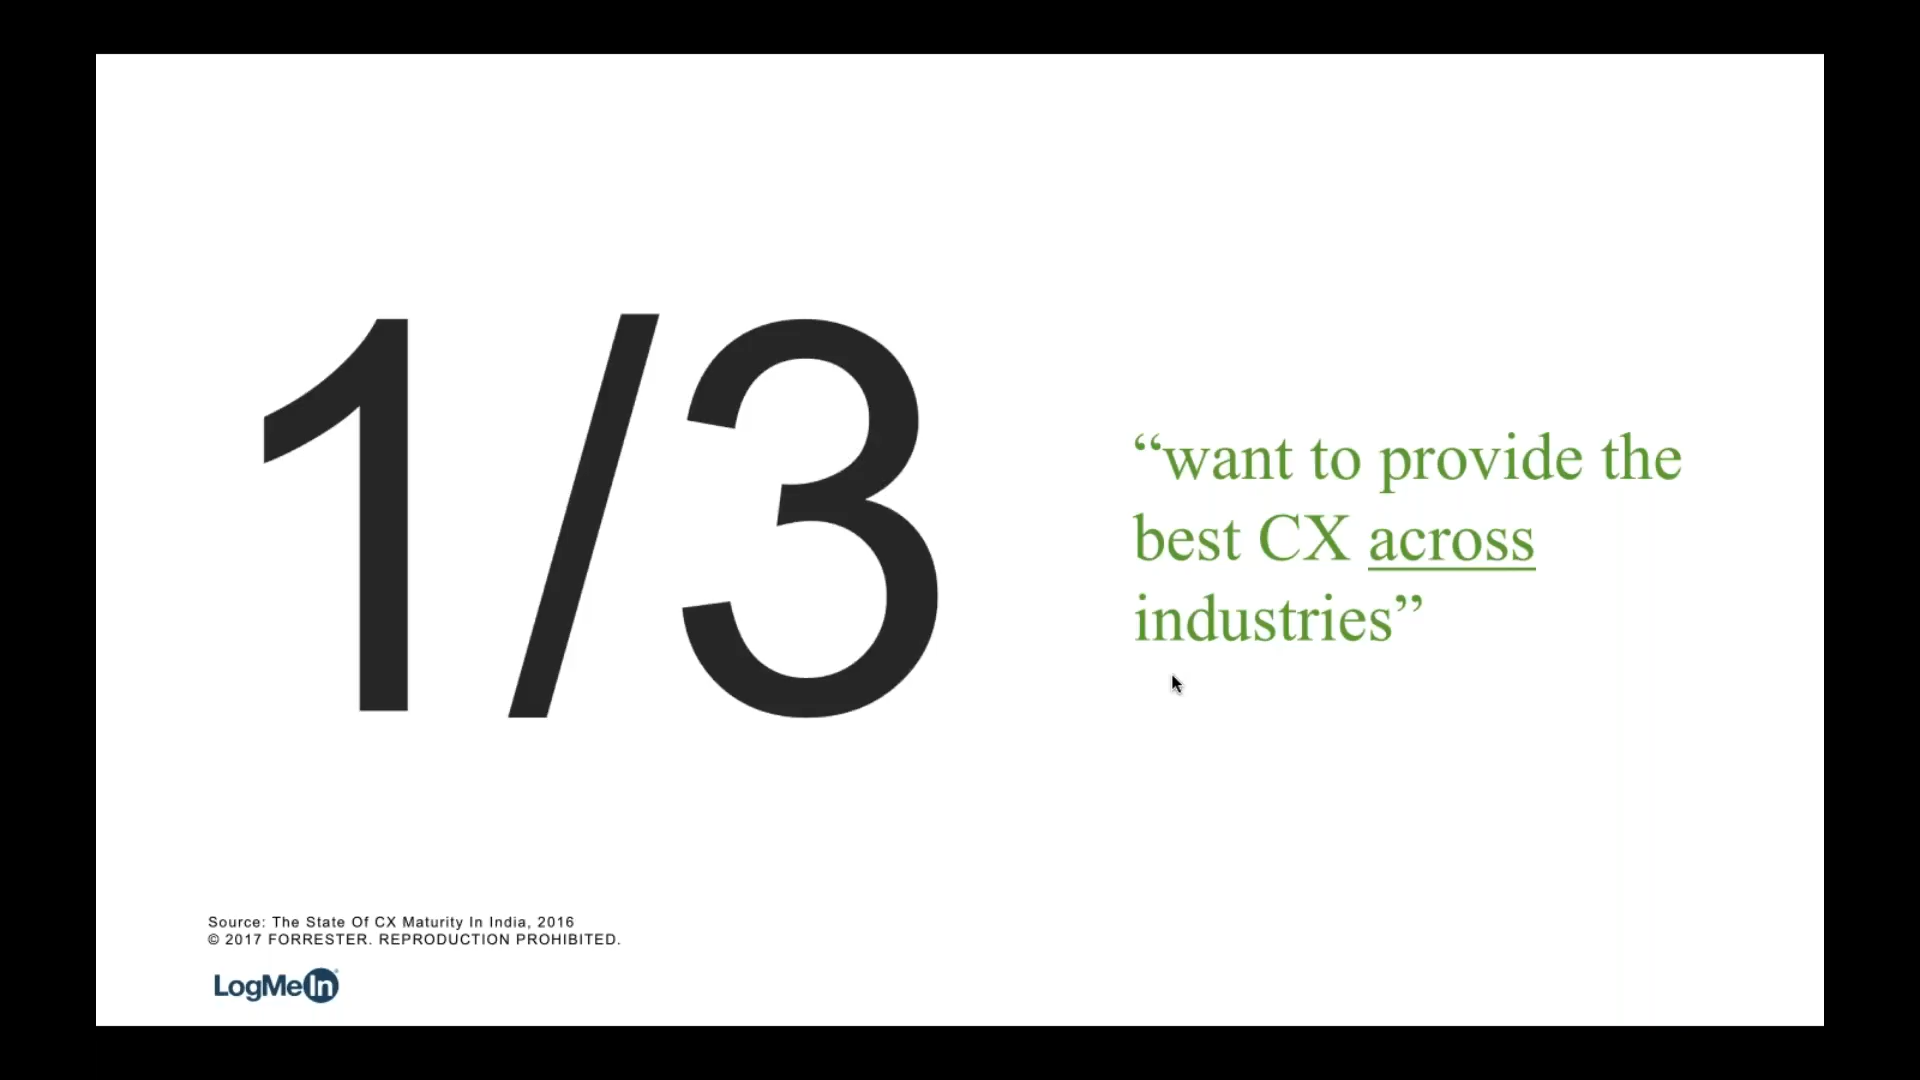 1/3
“want to provide the
best CX across
industries”
Source: The State Of CX Maturity In India, 2016
© 2017 FORRESTER. REPRODUCTION PROHIBITED.
LogMeIn